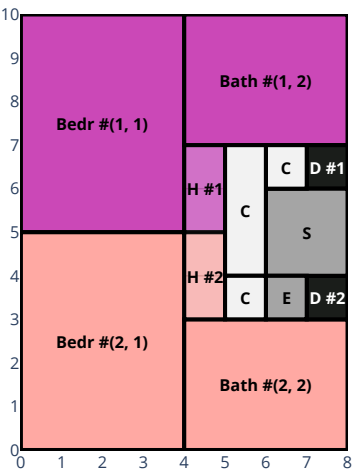 10
9
Bath #(1, 2)
8
Bedr #(1, 1)
7
C
D #1
H #1
6
C
S
5
H #2
4
C
E
D #2
3
Bedr #(2, 1)
2
Bath #(2, 2)
1
0
0 1 2 3 4 5 6 7 8